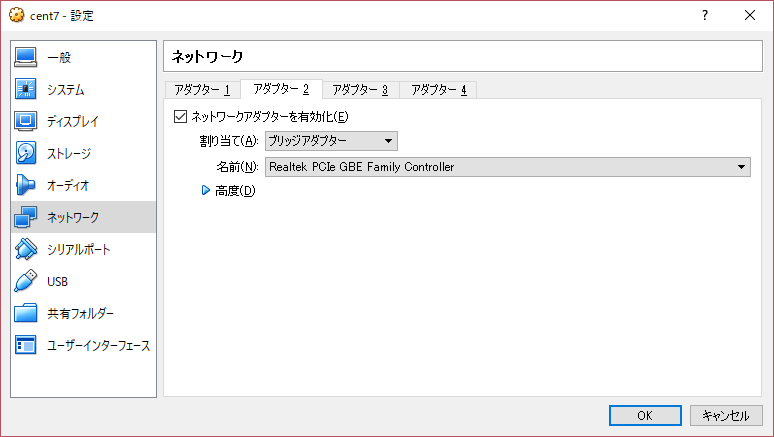 cent7 - 設定
?
一般
システム
ディスプレイ
ストレージ
オーディオ
ネットワーク
シリアルポート
USB
共有フォルダー
ユーザーインターフェース
ネットワーク
アダプター 1 アダプター 2 アダプター 3 アダプター 4
ネットワークアダプターを有効化(E)
割り当て(A): ブリッジアダプター
名前(N): Realtek PCIe GBE Family Controller
高度(D)
OK キャンセル